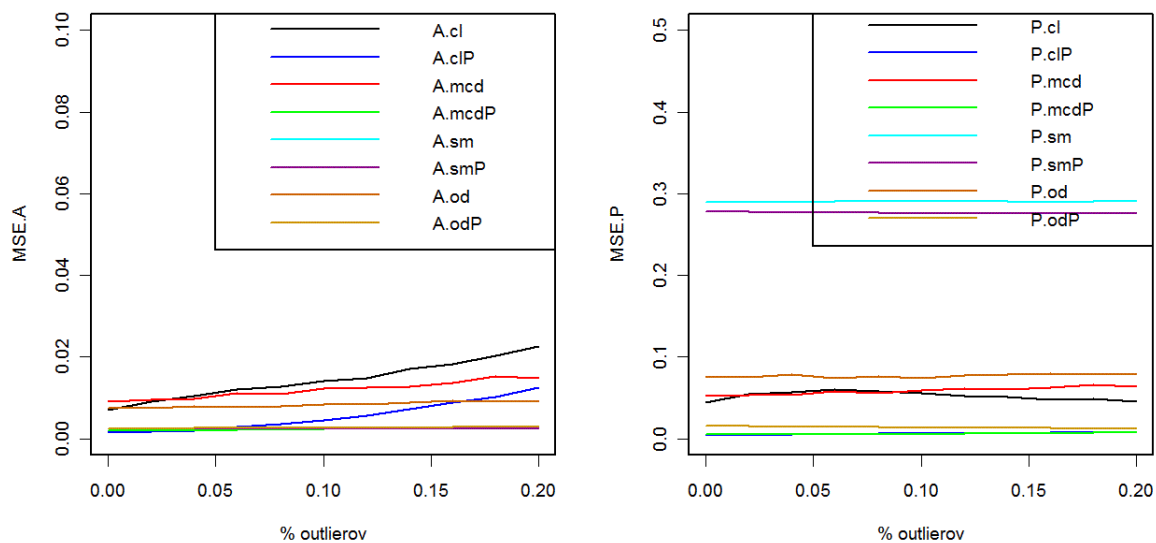 MSE.A
0.10
0.08
0.06
0.04
0.02
0.00
A.cl
A.clP
A.mcd
A.mcdP
A.sm
A.smP
A.od
A.odP
0.00 0.05 0.10 0.15 0.20
% outlierov
MSE.P
0.5
0.4
0.3
0.2
0.1
0.0
P.cl
P.clP
P.mcd
P.mcdP
P.sm
P.smP
P.od
P.odP
0.00 0.05 0.10 0.15 0.20
% outlierov